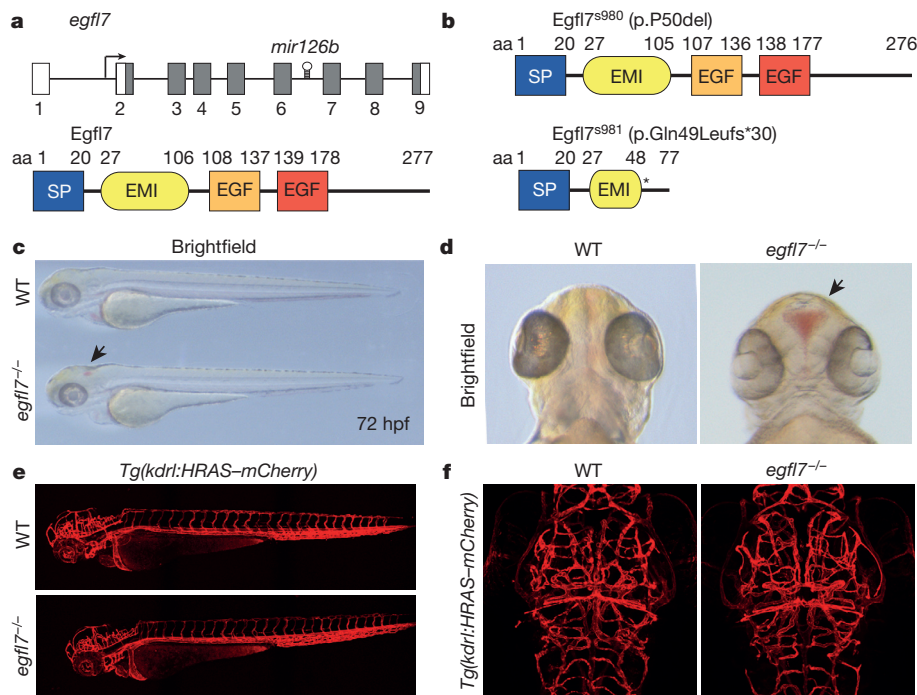 a
egfl7
mir126b
1 2 3 4 5 6 7 8 9
Egfl7
aa 1 20 27 106 108 137 139 178 277
SP EMI EGF EGF
b
Egfl7s980 (p.P50del)
aa 1 20 27 105 107 136 138 177 276
SP EMI EGF EGF
Egfl7s981 (p.Gln49Leufs*30)
aa 1 20 27 48 77
SP EMI *
c
Brightfield
WT
egfl7–/–
72 hpf
d
WT egfl7–/–
Brightfield
e
Tg(kdrl:HRAS–mCherry)
WT
egfl7–/–
f
WT egfl7–/–
Tg(kdrl:HRAS–mCherry)